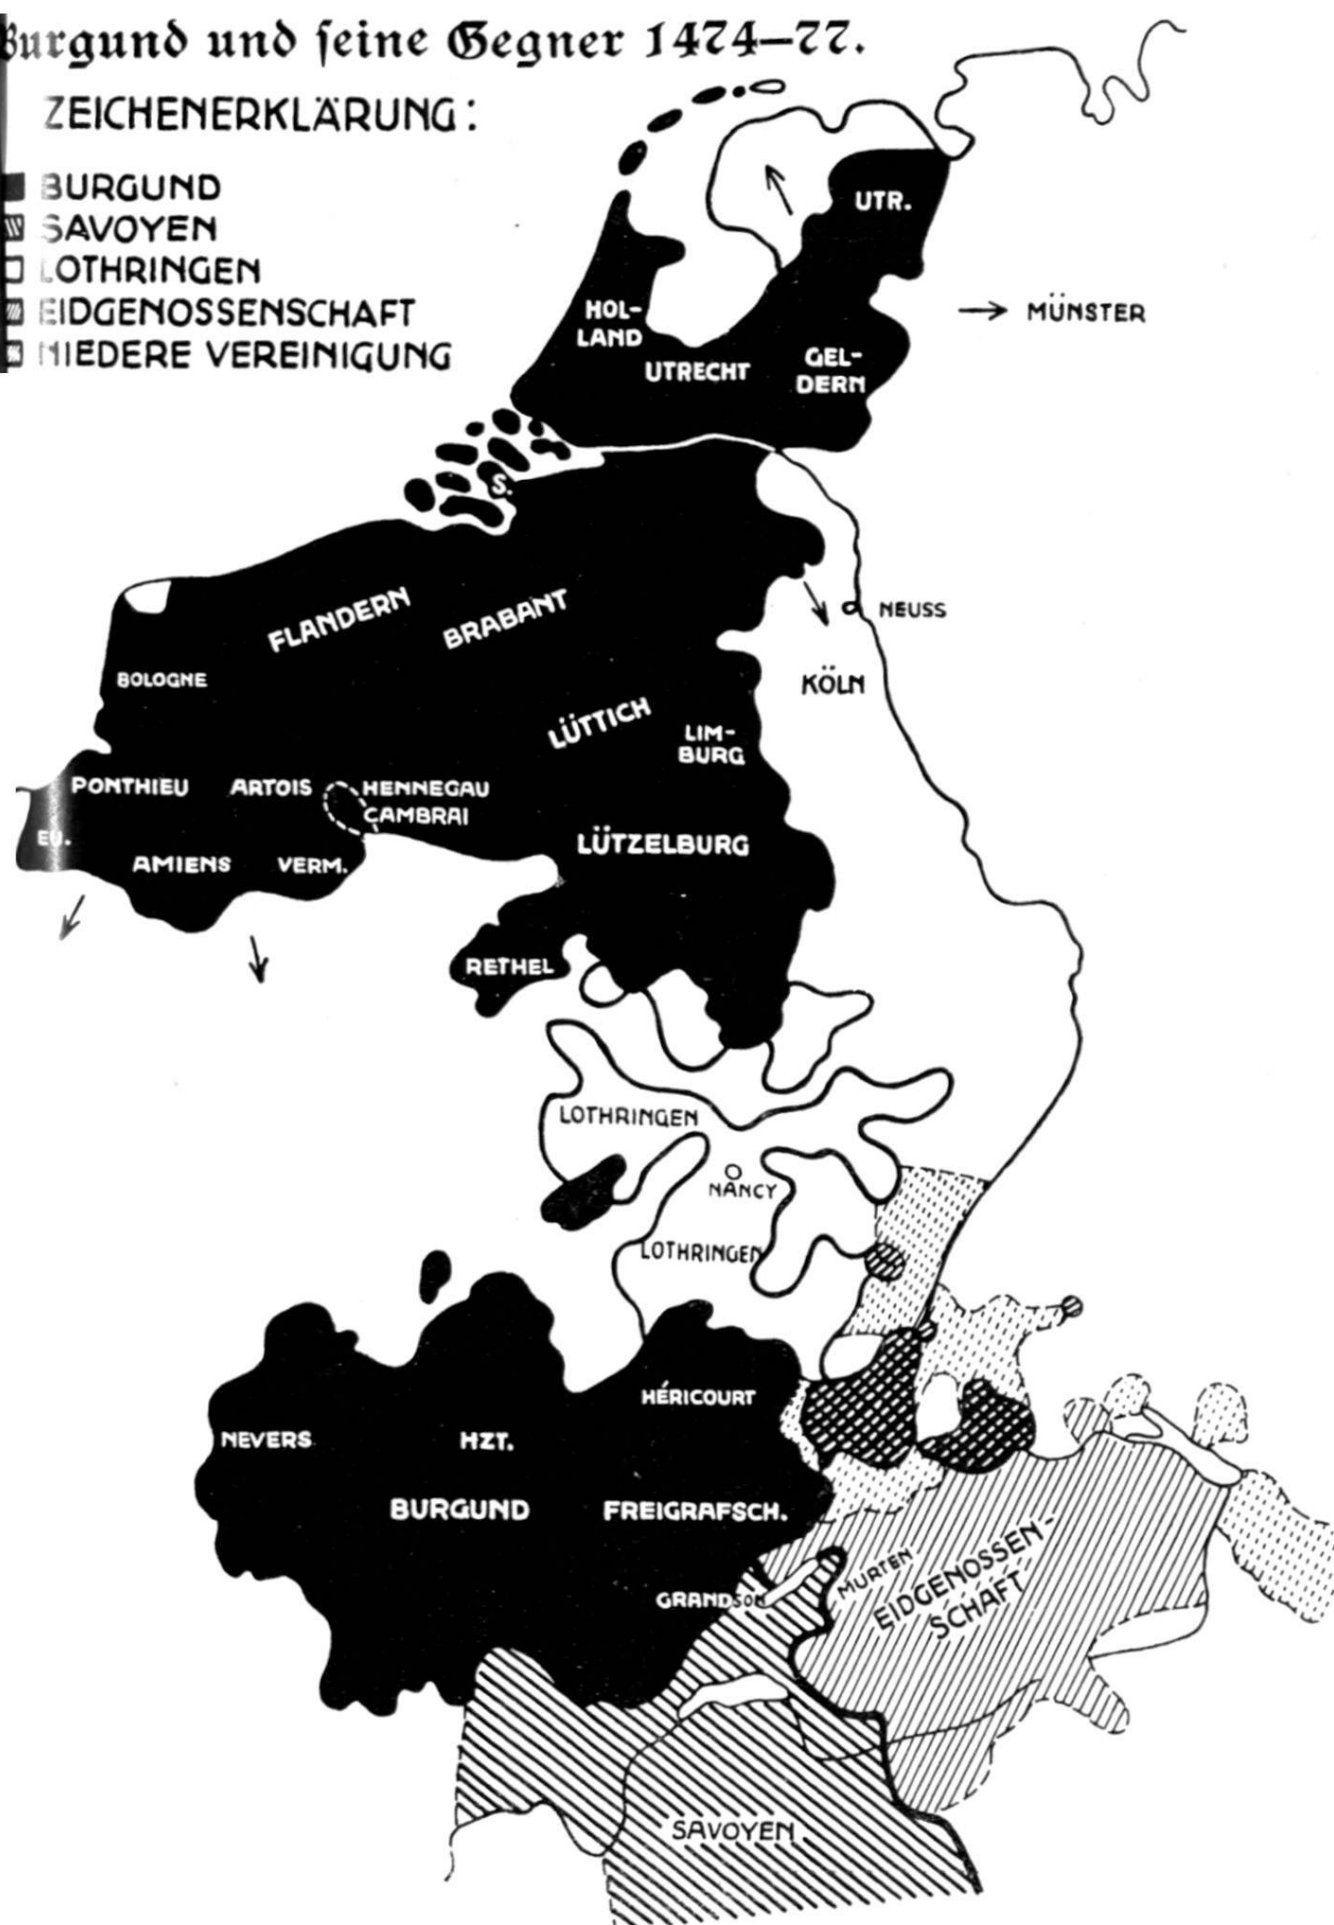 Burgund und seine Gegner 1474–77.
ZEICHENERKLÄRUNG:
BURGUND
SAVOYEN
LOTHRINGEN
EIDGENOSSENSCHAFT
NIEDERE VEREINIGUNG
UTR.
HOL-
LAND
UTRECHT
GEL-
DERN
→ MÜNSTER
S.
FLANDERN
BRABANT
NEUSS
BOLOGNE
KÖLN
LÜTTICH
LIM-
BURG
PONTHIEU
ARTOIS
HENNEGAU
CAMBRAI
EU.
AMIENS
VERM.
LÜTZELBURG
RETHEL
LOTHRINGEN
NANCY
LOTHRINGEN
HÉRICOURT
NEVERS
HZT.
BURGUND
FREIGRAFSCH.
GRANDSON
MURTEN
EIDGENOSSEN-
SCHAFT
SAVOYEN